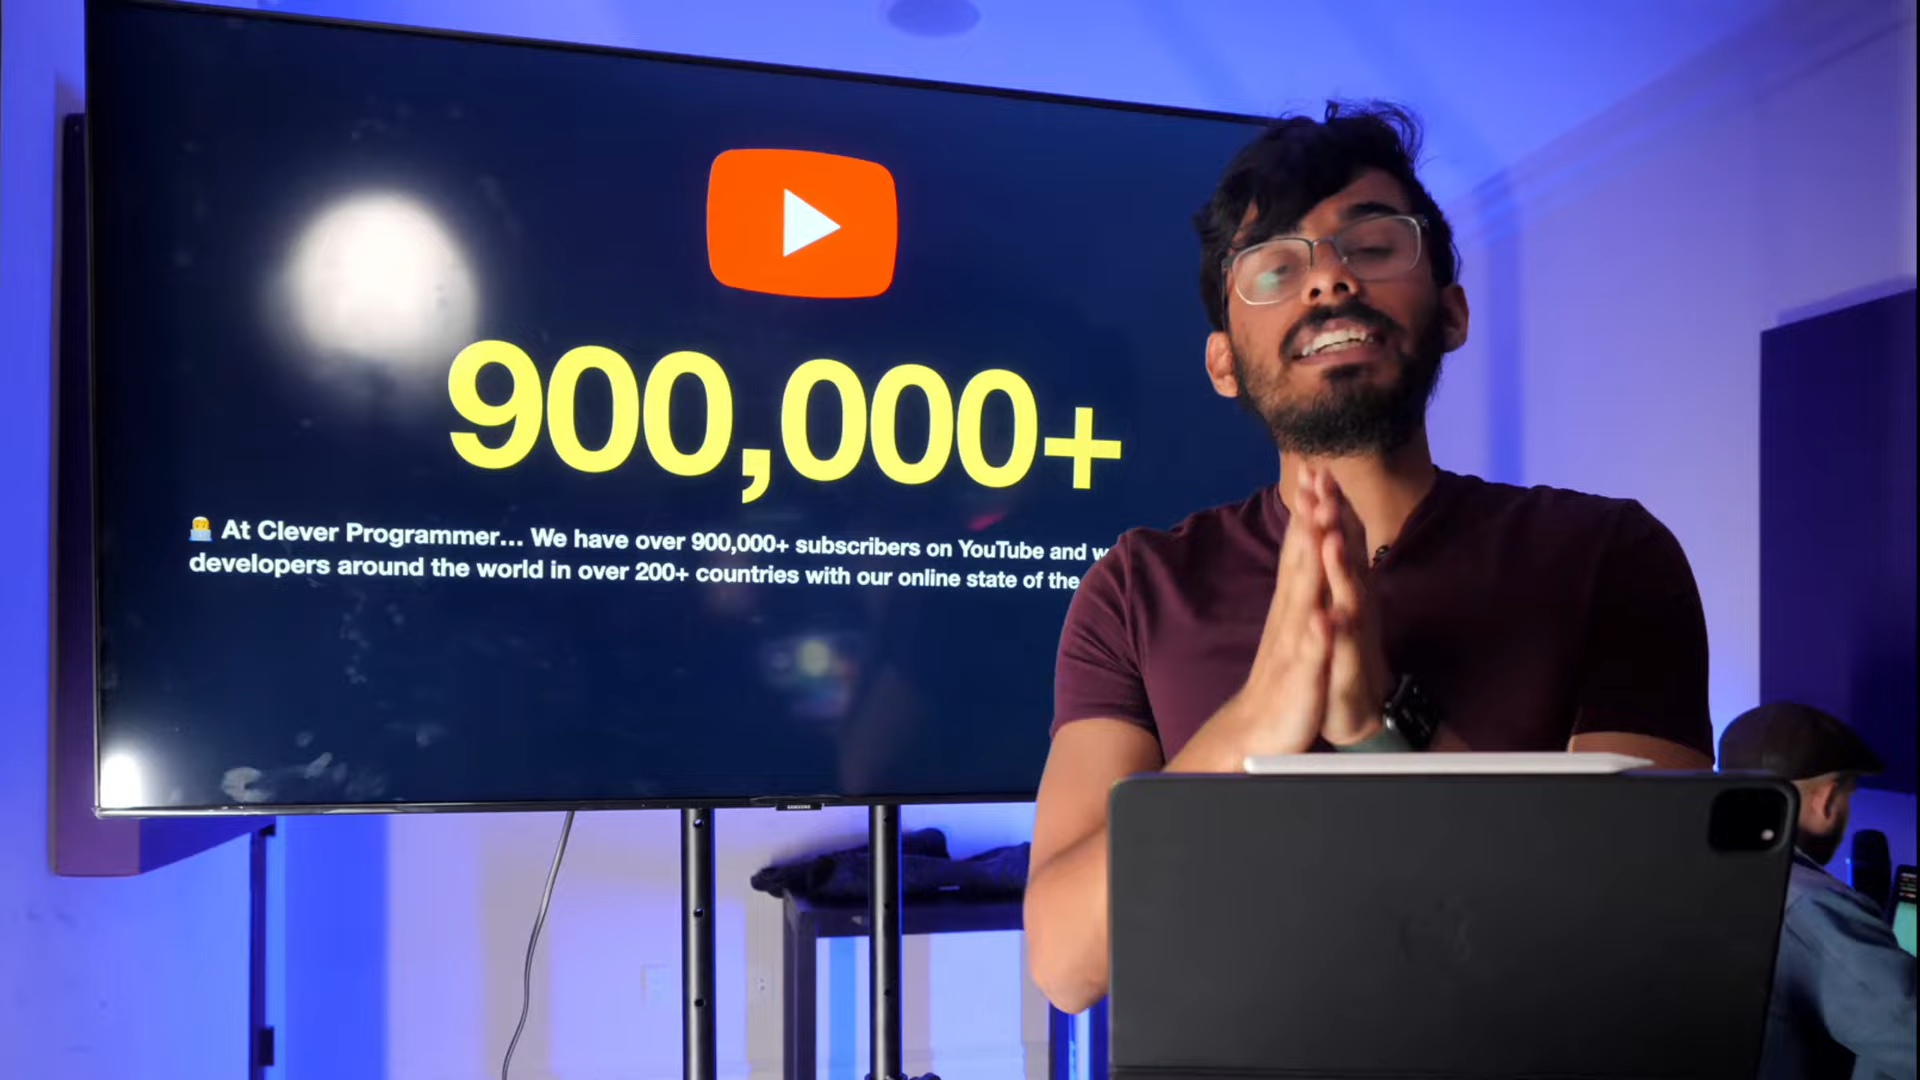 900,000+
At Clever Programmer... We have over 900,000+ subscribers on YouTube and
developers around the world in over 200+ countries with our online state of the
SAMSUNG